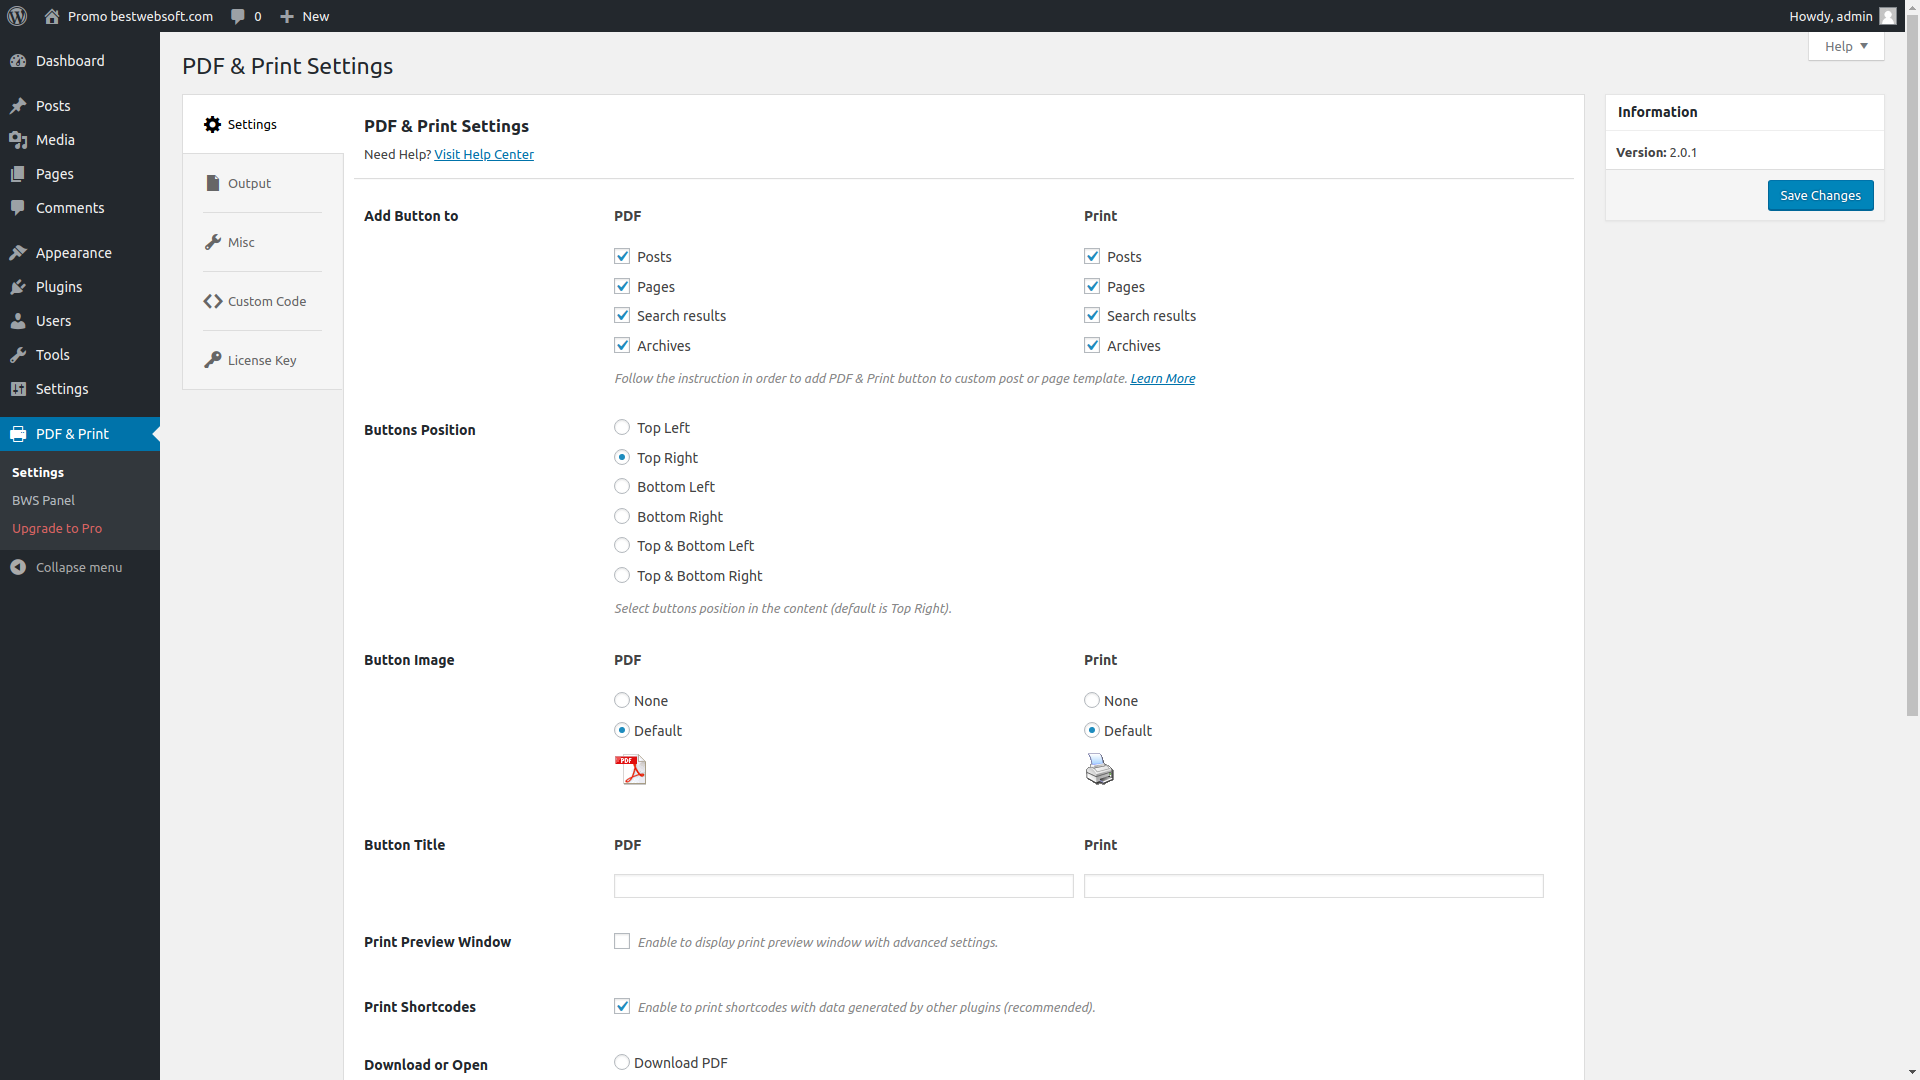 Promo bestwebsoft.com 0 New Howdy, admin
Help
Dashboard
Posts
Media
Pages
Comments
Appearance
Plugins
Users
Tools
Settings
PDF & Print
Settings
BWS Panel
Upgrade to Pro
Collapse menu
PDF & Print Settings
Settings
Output
Misc
Custom Code
License Key
PDF & Print Settings
Need Help? Visit Help Center
Add Button to PDF Print
Posts Posts
Pages Pages
Search results Search results
Archives Archives
Follow the instruction in order to add PDF & Print button to custom post or page template. Learn More
Buttons Position
Top Left
Top Right
Bottom Left
Bottom Right
Top & Bottom Left
Top & Bottom Right
Select buttons position in the content (default is Top Right).
Button Image PDF Print
None None
Default Default
PDF
Button Title PDF Print
Print Preview Window Enable to display print preview window with advanced settings.
Print Shortcodes Enable to print shortcodes with data generated by other plugins (recommended).
Download or Open Download PDF
Information
Version: 2.0.1
Save Changes